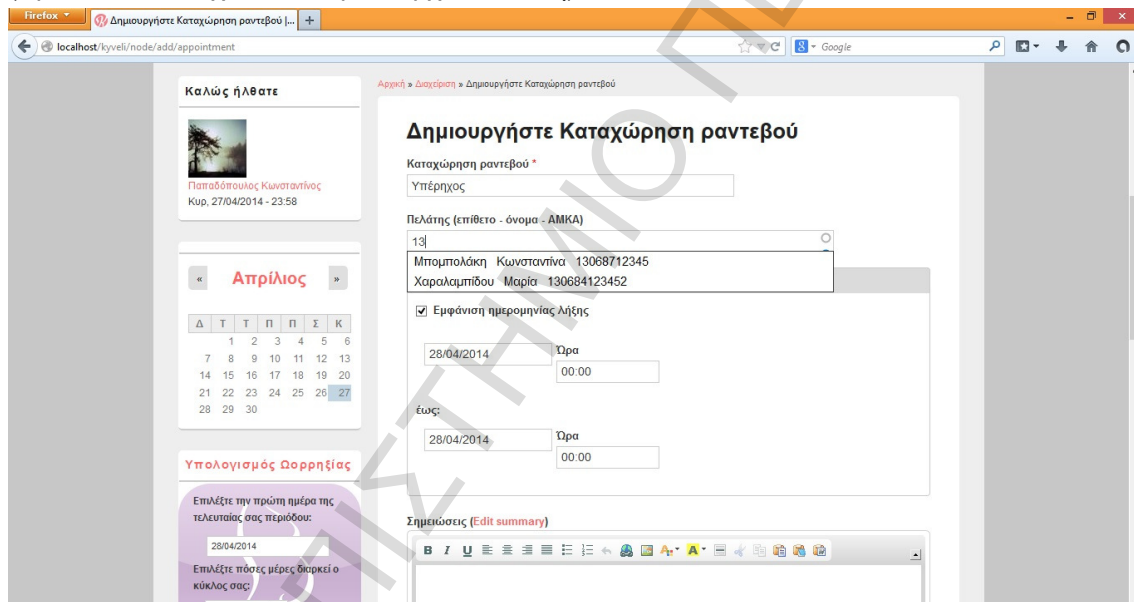 Firefox
Δημιουργήστε Καταχώρηση ραντεβού |...
localhost/kyveli/node/add/appointment
Google
Καλώς ήλθατε
Παπαδόπουλος Κωνσταντίνος
Κυρ, 27/04/2014 - 23:58
« Απρίλιος »
Δ Τ Τ Π Π Σ Κ
1 2 3 4 5 6
7 8 9 10 11 12 13
14 15 16 17 18 19 20
21 22 23 24 25 26 27
28 29 30
Υπολογισμός Ωορρηξίας
Επιλέξτε την πρώτη ημέρα της
τελευταίας σας περιόδου:
28/04/2014
Επιλέξτε πόσες μέρες διαρκεί ο
κύκλος σας:
Αρχική » Διαχείριση » Δημιουργήστε Καταχώρηση ραντεβού
Δημιουργήστε Καταχώρηση ραντεβού
Καταχώρηση ραντεβού *
Υπέρηχος
Πελάτης (επίθετο - όνομα - ΑΜΚΑ)
13
Μπομπολάκη Κωνσταντίνα 13068712345
Χαραλαμπίδου Μαρία 130684123452
Εμφάνιση ημερομηνίας λήξης
28/04/2014
Ώρα
00:00
έως:
28/04/2014
Ώρα
00:00
Σημειώσεις (Edit summary)
B I U